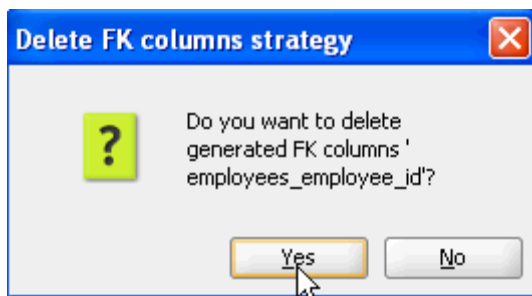 Delete FK columns strategy
?
Do you want to delete
generated FK columns '
employees_employee_id'?
Yes
No